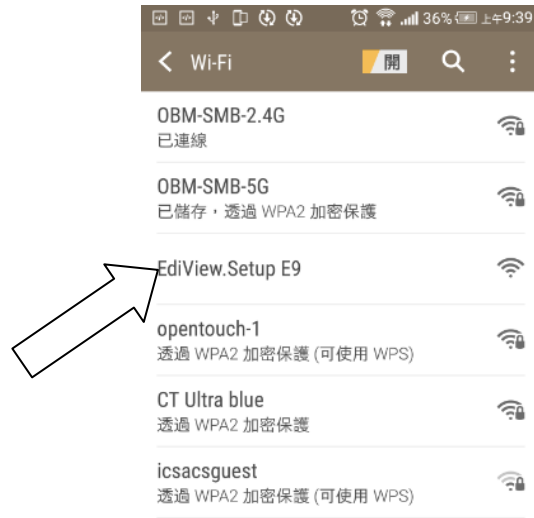 36% 上午9:39
Wi-Fi 開
OBM-SMB-2.4G
已連線
OBM-SMB-5G
已儲存，透過 WPA2 加密保護
EdiView.Setup E9
opentouch-1
透過 WPA2 加密保護 (可使用 WPS)
CT Ultra blue
透過 WPA2 加密保護
icsacsguest
透過 WPA2 加密保護 (可使用 WPS)